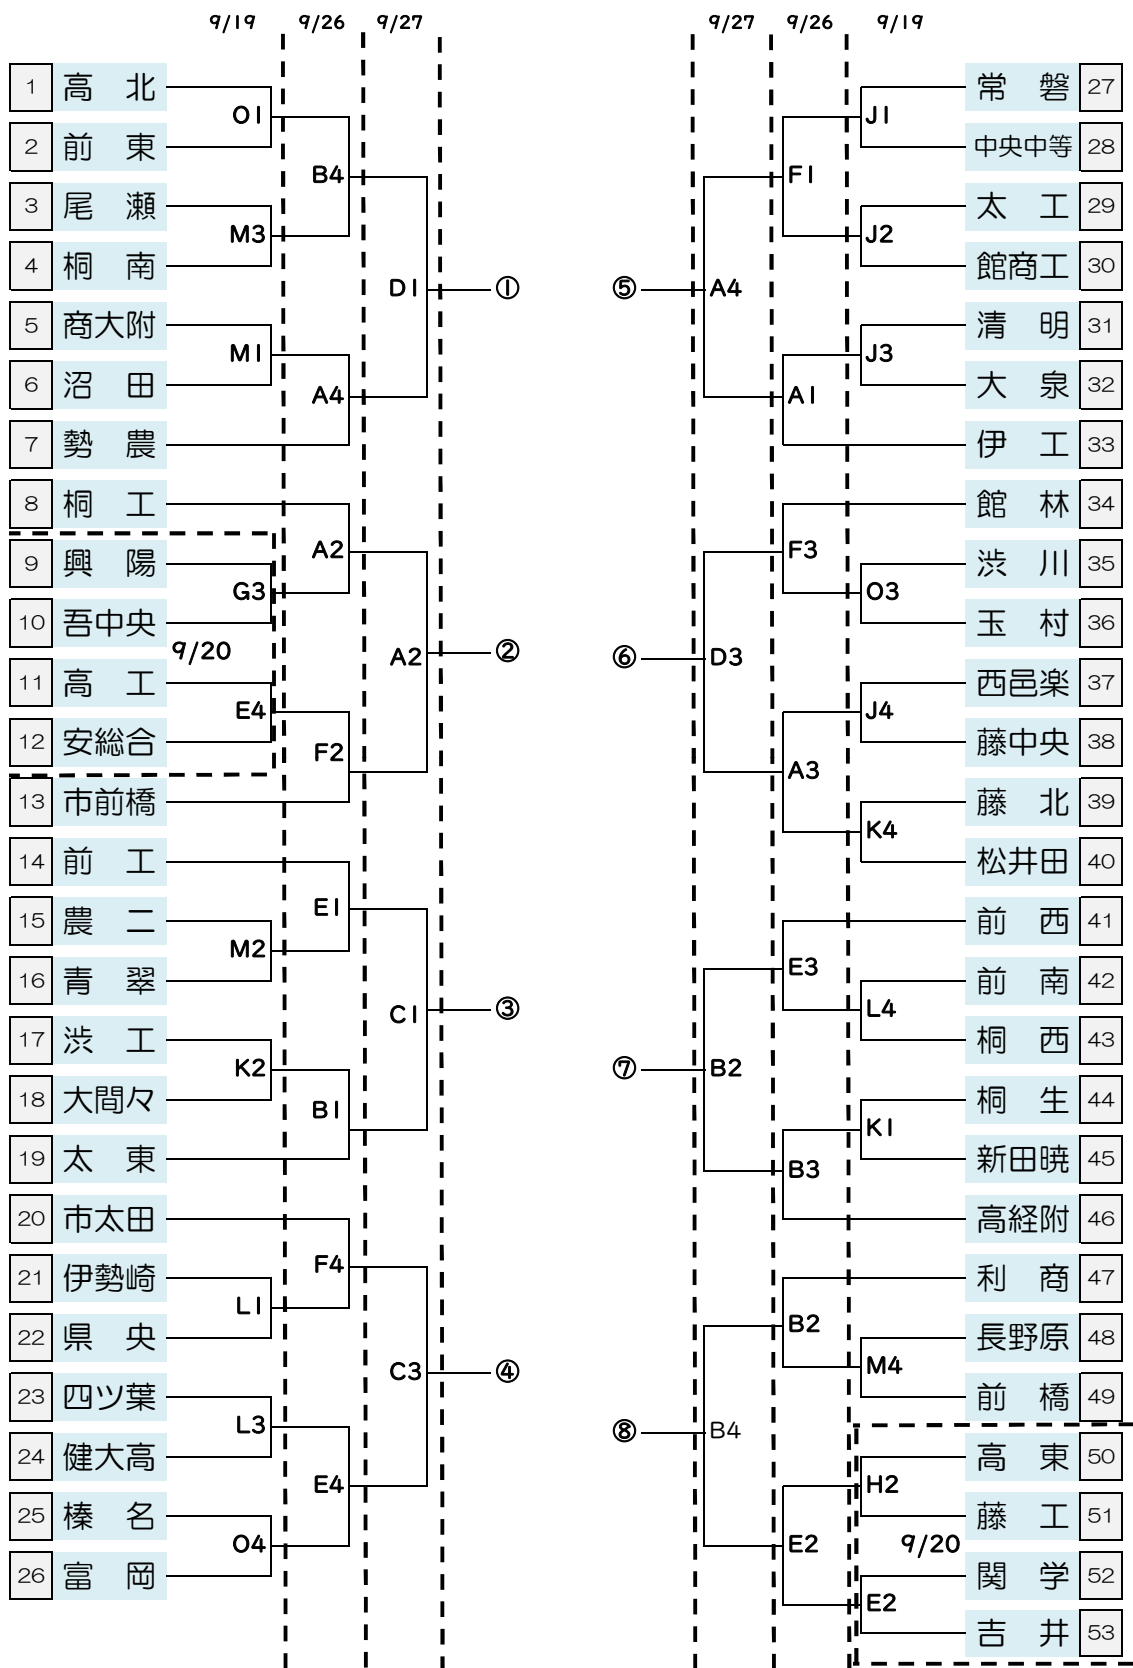 9/19 9/26 9/27
1 高 北
O1
2 前 東
B4
3 尾 瀬
M3
4 桐 南
D1 ①
5 商大附
M1
6 沼 田
A4
7 勢 農
8 桐 工
A2
9 興 陽
G3
10 吾中央
9/20
A2 ②
11 高 工
E4
12 安総合
F2
13 市前橋
14 前 工
E1
15 農 二
M2
16 青 翠
C1 ③
17 渋 工
K2
18 大間々
B1
19 太 東
20 市太田
F4
21 伊勢崎
L1
22 県 央
C3 ④
23 四ツ葉
L3
24 健大高
E4
25 榛 名
O4
26 富 岡
9/27 9/26 9/19
常 磐 27
J1
中央中等 28
F1
太 工 29
J2
館商工 30
⑤ A4
清 明 31
J3
大 泉 32
A1
伊 工 33
館 林 34
F3
渋 川 35
O3
玉 村 36
⑥ D3
西邑楽 37
J4
藤中央 38
A3
藤 北 39
K4
松井田 40
前 西 41
E3
前 南 42
L4
桐 西 43
⑦ B2
桐 生 44
K1
新田暁 45
B3
高経附 46
利 商 47
B2
長野原 48
M4
前 橋 49
⑧ B4
高 東 50
H2
藤 工 51
E2
9/20
関 学 52
E2
吉 井 53